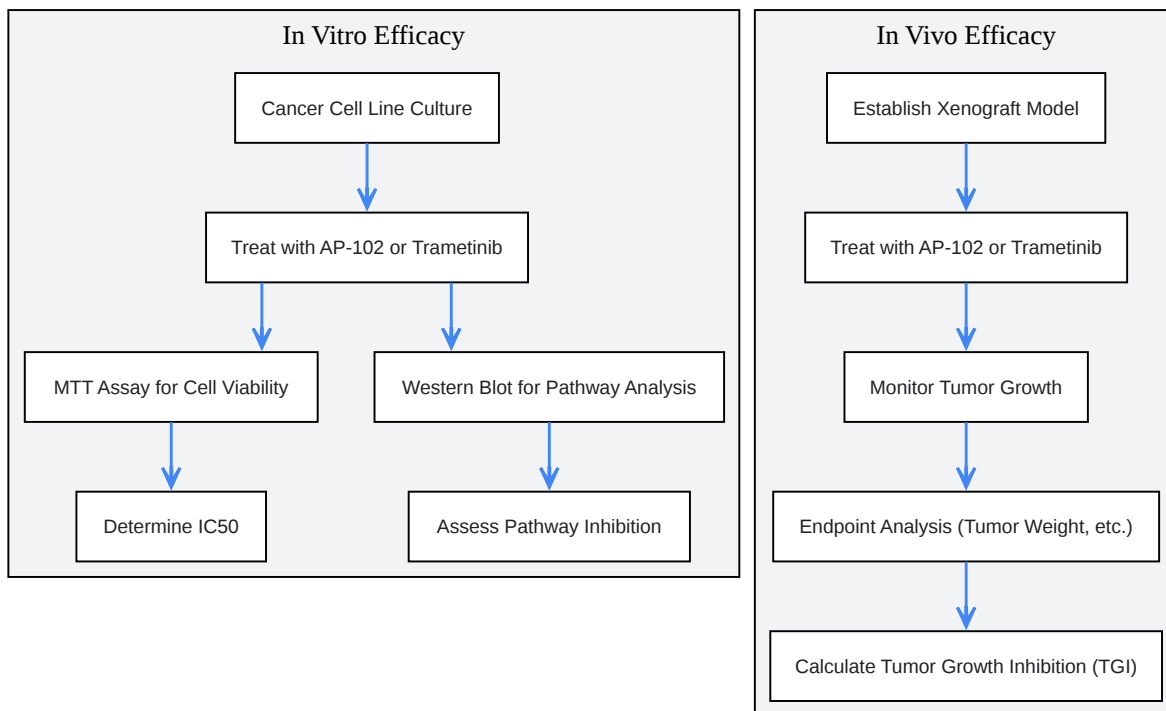 In Vitro Efficacy
Cancer Cell Line Culture
Treat with AP-102 or Trametinib
MTT Assay for Cell Viability
Western Blot for Pathway Analysis
Determine IC50
Assess Pathway Inhibition
In Vivo Efficacy
Establish Xenograft Model
Treat with AP-102 or Trametinib
Monitor Tumor Growth
Endpoint Analysis (Tumor Weight, etc.)
Calculate Tumor Growth Inhibition (TGI)